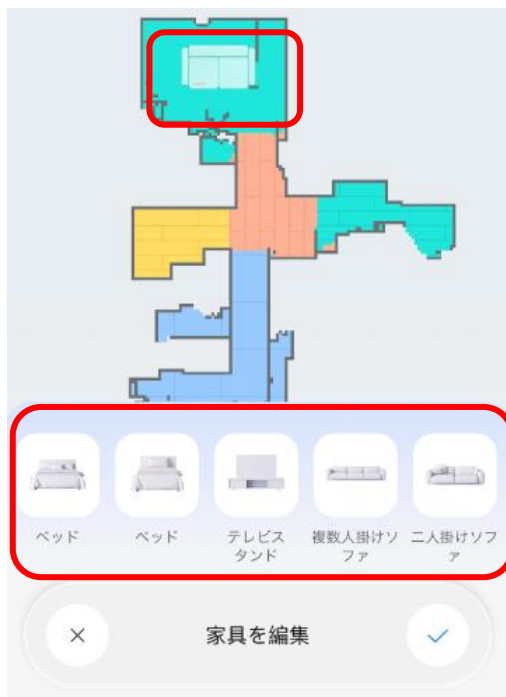 ベッド
ベッド
テレビス
タンド
複数人掛けソ
ファ
二人掛けソフ
ァ
家具を編集